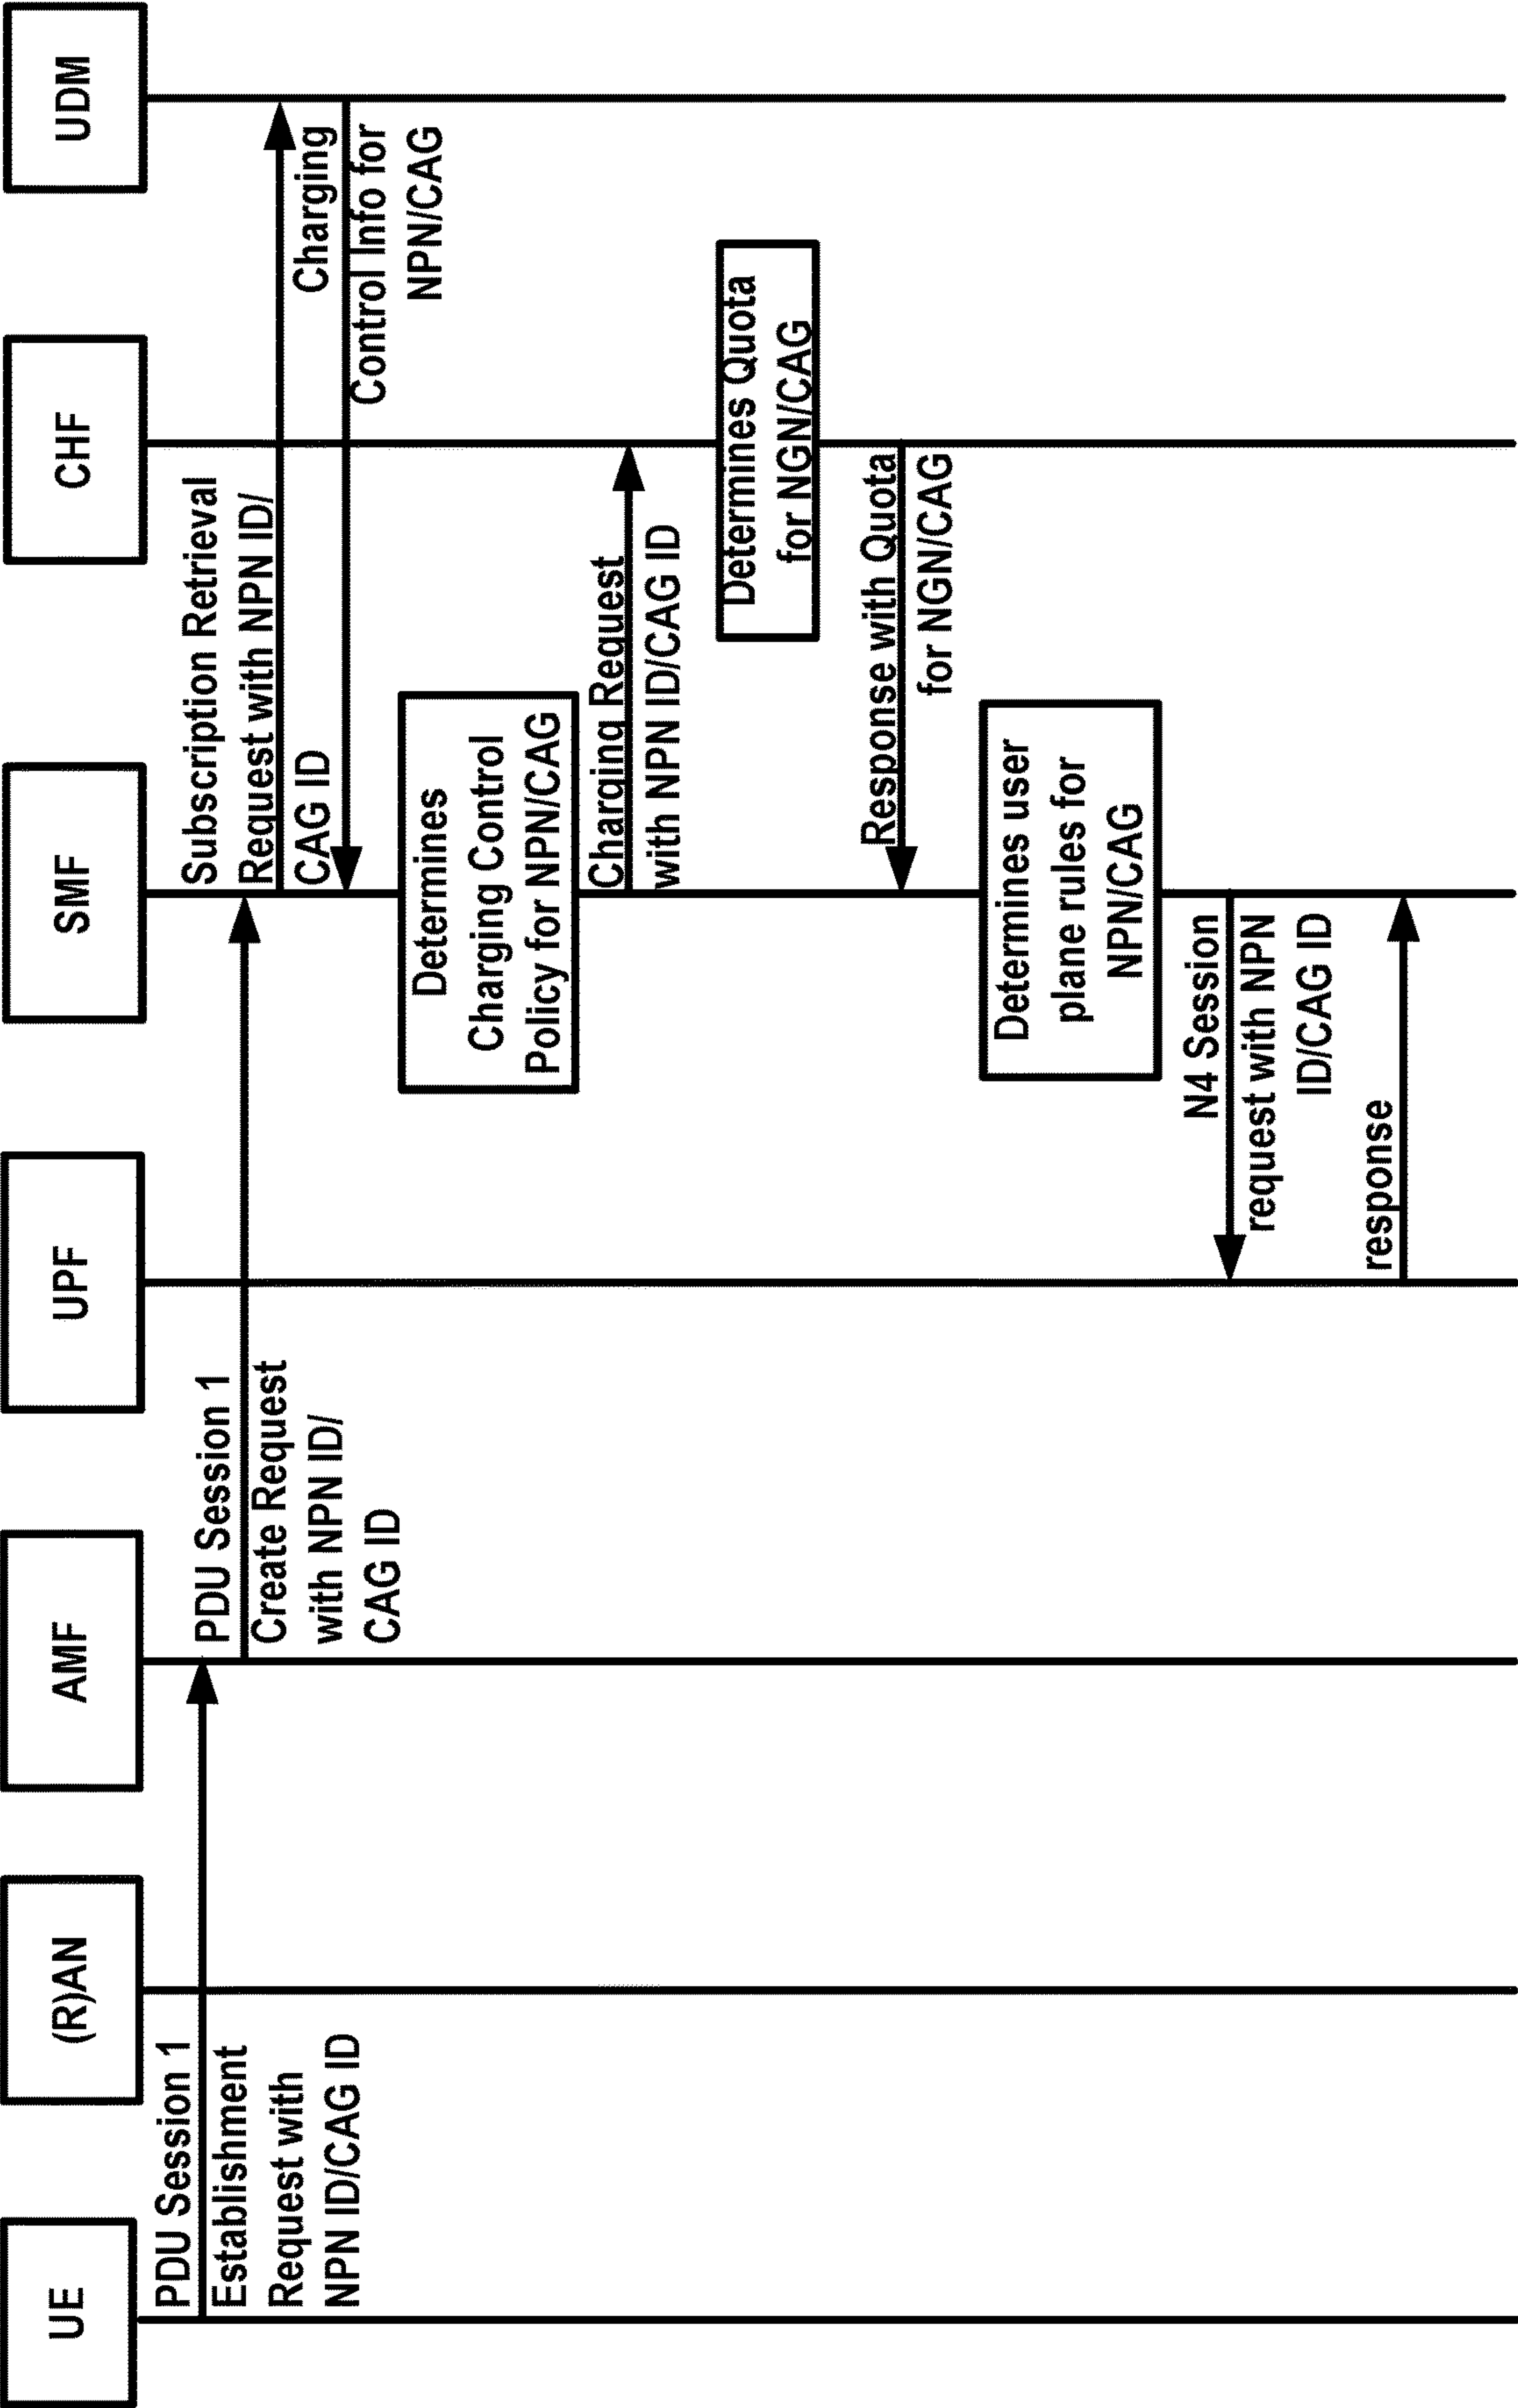 UE
(R)AN
AMF
UPF
SMF
CHF
UDM
PDU Session 1
Establishment
Request with
NPN ID/CAG ID
PDU Session 1
Create Request
with NPN ID/
CAG ID
Subscription Retrieval
Request with NPN ID/
CAG ID
Charging
Control Info for
NPN/CAG
Determines
Charging Control
Policy for NPN/CAG
Charging Request
with NPN ID/CAG ID
Determines Quota
for NGN/CAG
Response with Quota
for NGN/CAG
Determines user
plane rules for
NPN/CAG
N4 Session
request with NPN
ID/CAG ID
response